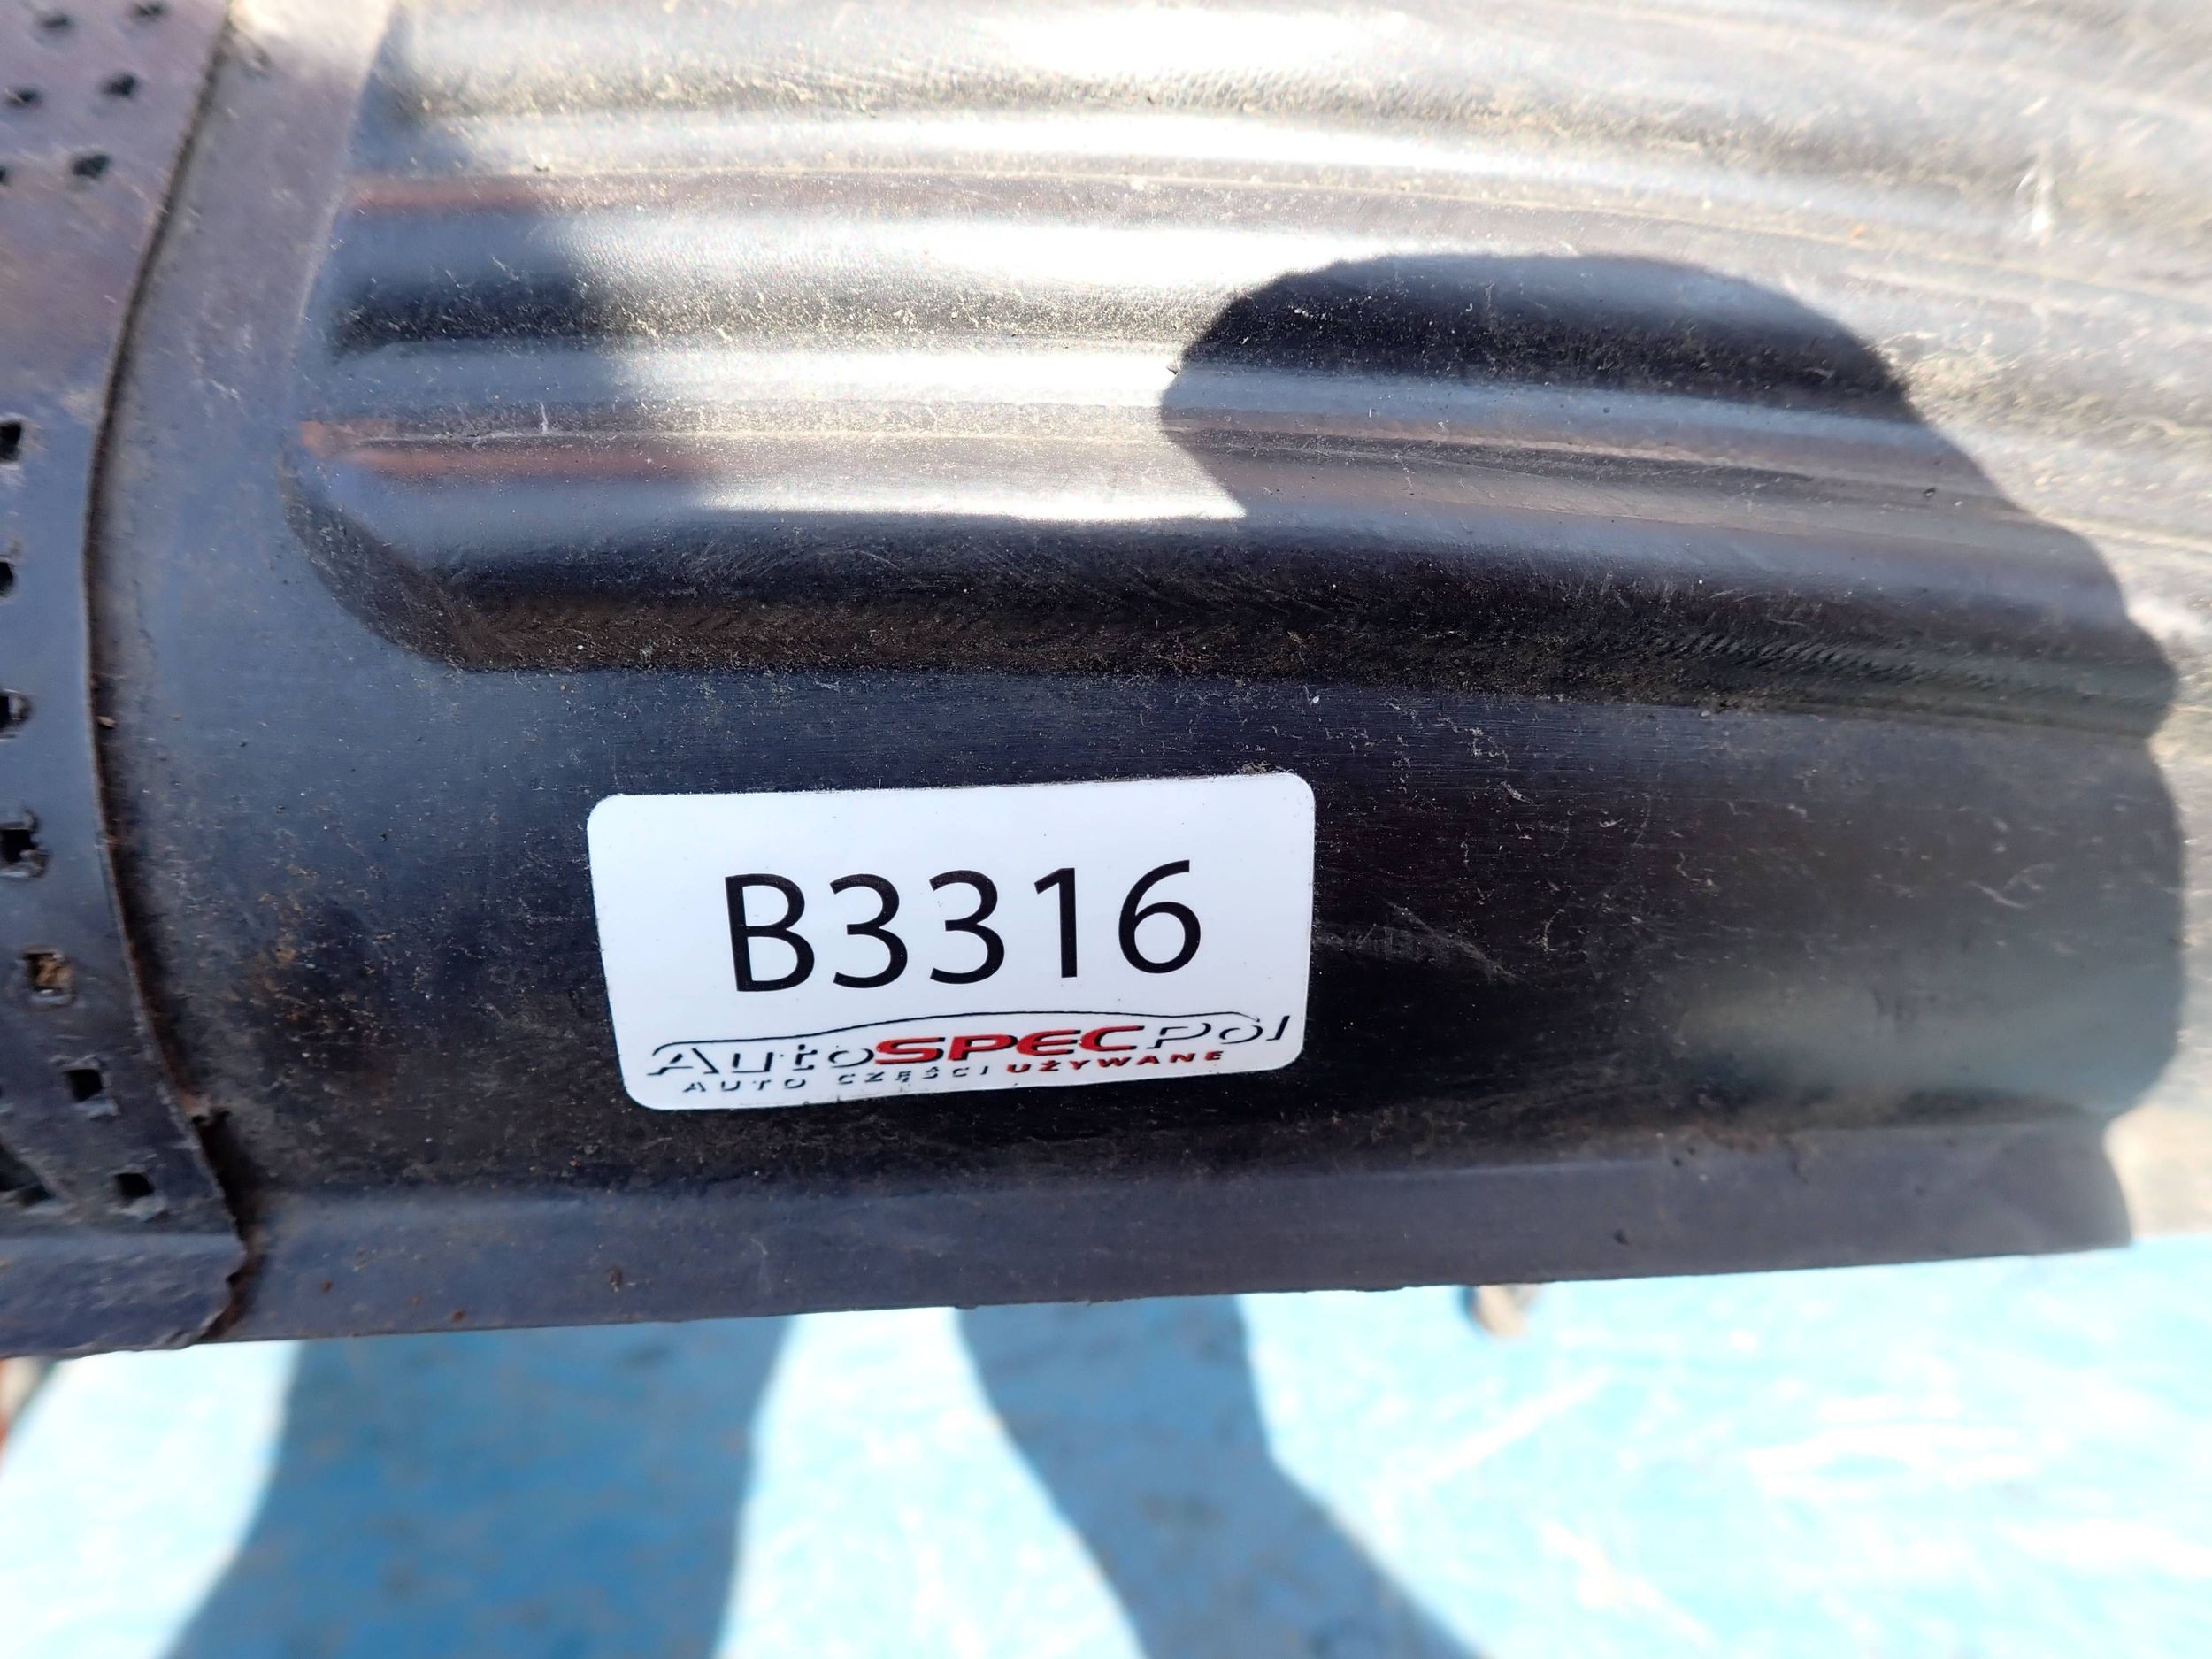 B3316
AutoSPECPol
AUTO CZĘŚCI UŻYWANE